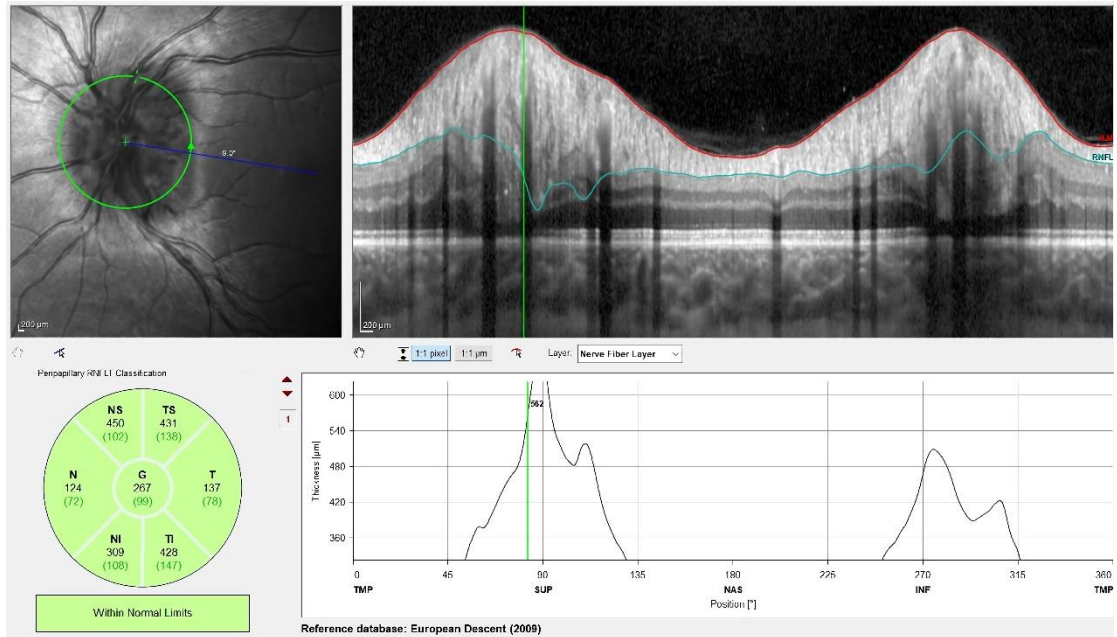 -9.0°
200 µm
ILM
RNFL
200 µm
1:1 pixel
1:1 µm
Layer:
Nerve Fiber Layer
Peripapillary RNFLT Classification
NS
450
(102)
TS
431
(138)
N
124
(72)
G
267
(99)
T
137
(78)
NI
309
(108)
TI
428
(147)
Within Normal Limits
1
Thickness [µm]
600
540
480
420
360
562
0 45 90 135 180 225 270 315 360
TMP SUP NAS INF TMP
Position [°]
Reference database: European Descent (2009)